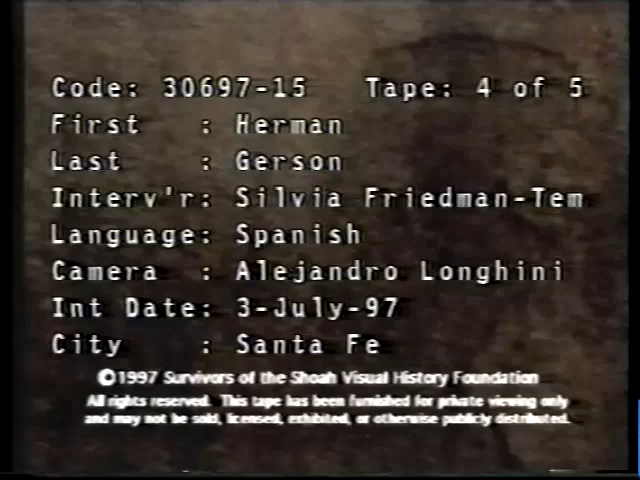 Code: 30697-15 Tape: 4 of 5
First : Herman
Last : Gerson
Interv'r: Silvia Friedman-Tem
Language: Spanish
Camera : Alejandro Longhini
Int Date: 3-July-97
City : Santa Fe
©1997 Survivors of the Shoah Visual History Foundation
All rights reserved. This tape has been furnished for private viewing only
and may not be sold, licensed, exhibited, or otherwise publicly distributed.